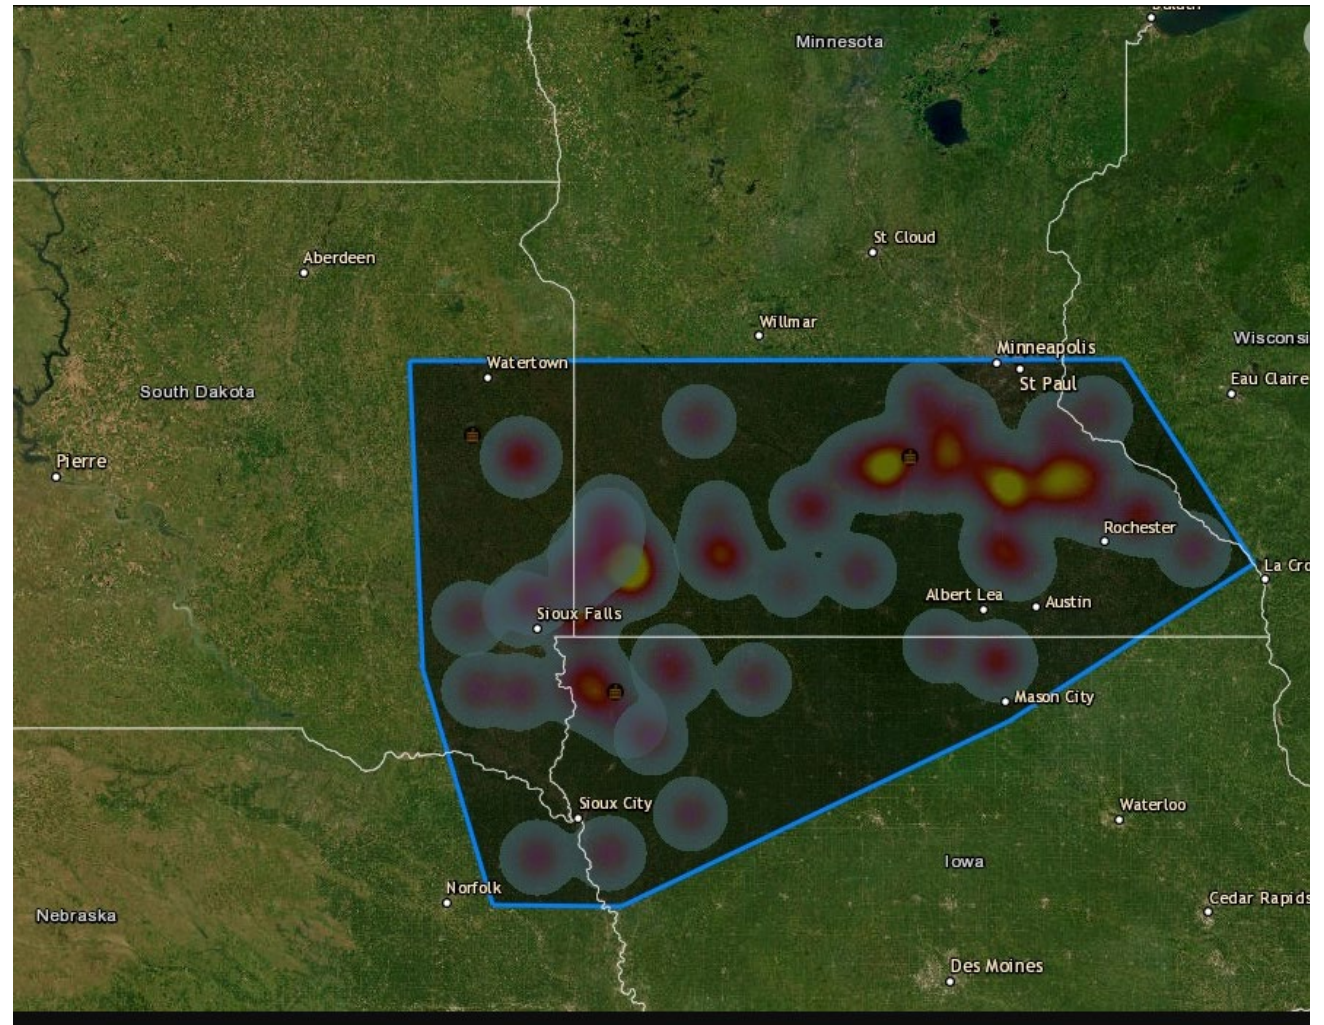 Minnesota
St Cloud
Aberdeen
Willmar
Wisconsi
Minneapolis
Watertown
Eau Claire
St Paul
South Dakota
Pierre
Rochester
La Cro
Albert Lea
Austin
Sioux Falls
Mason City
Sioux City
Waterloo
Iowa
Norfolk
Cedar Rapids
Nebraska
Des Moines